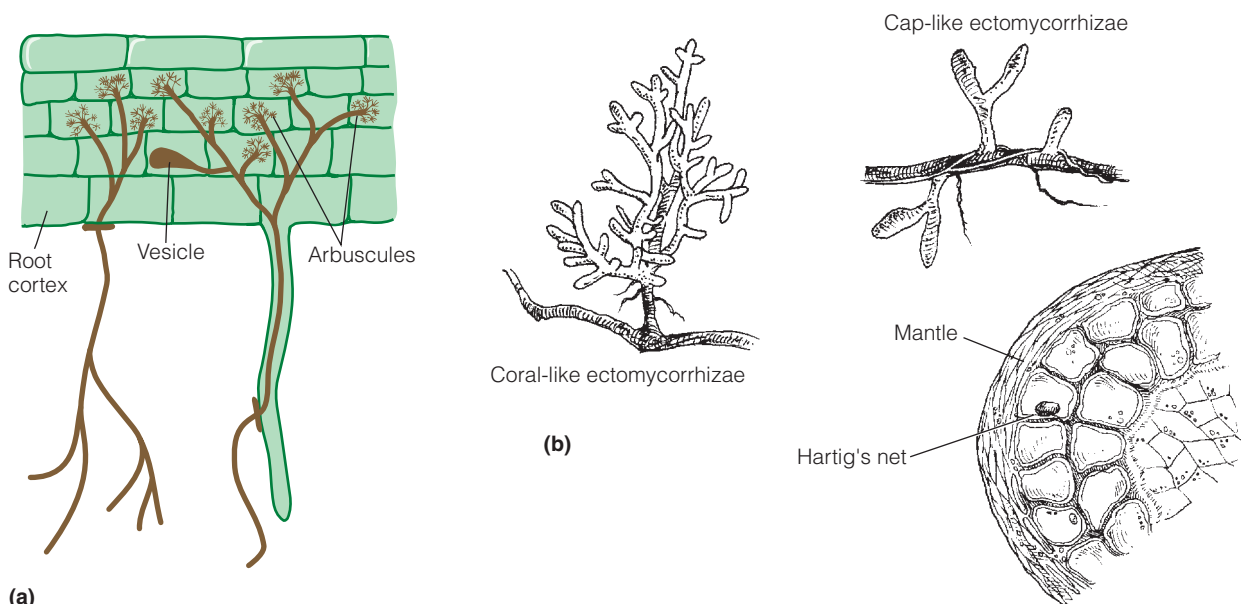 Cap-like ectomycorrhizae
Root
cortex
Vesicle
Arbuscules
(a)
Coral-like ectomycorrhizae
(b)
Mantle
Hartig's net